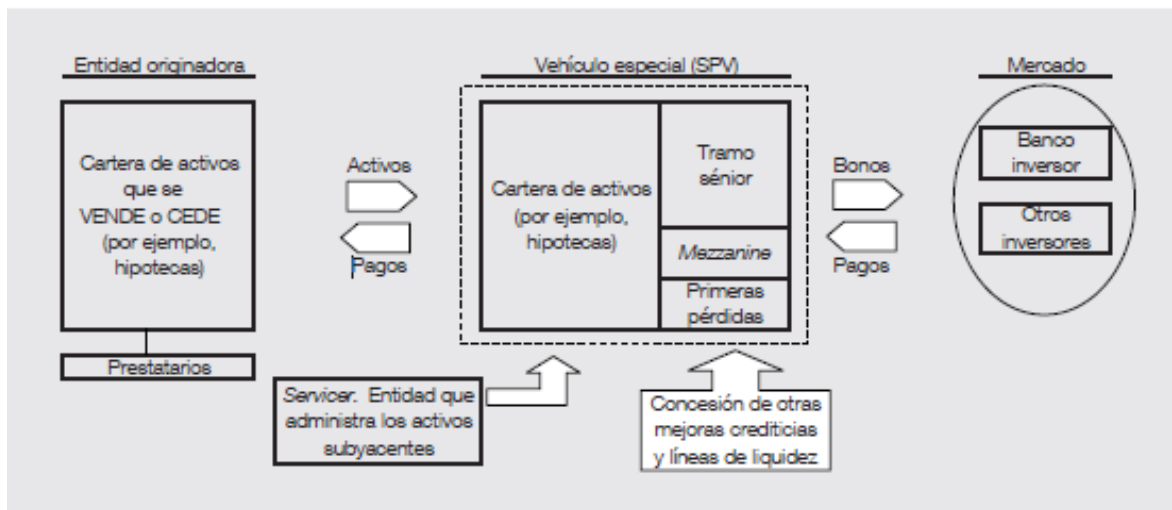 Entidad originadora
Vehículo especial (SPV)
Mercado
Cartera de activos
que se
VENDE o CEDE
(por ejemplo,
hipotecas)
Prestatarios
Activos
Pagos
Cartera de activos
(por ejemplo,
hipotecas)
Tramo
sénior
Mezzanine
Primeras
pérdidas
Bonos
Pagos
Banco
inversor
Otros
inversores
Servicer. Entidad que
administra los activos
subyacentes
Concesión de otras
mejoras crediticias
y líneas de liquidez